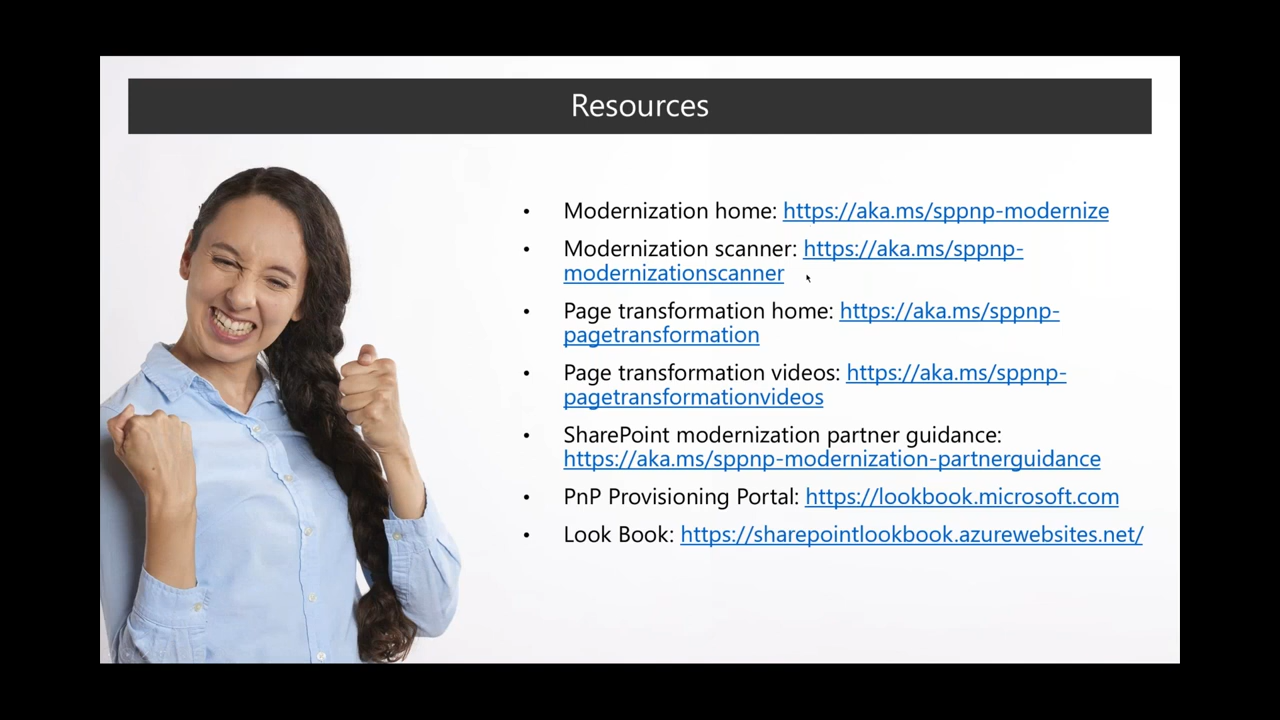 Resources
• Modernization home: https://aka.ms/sppnp-modernize
• Modernization scanner: https://aka.ms/sppnp-
modernizationscanner
• Page transformation home: https://aka.ms/sppnp-
pagetransformation
• Page transformation videos: https://aka.ms/sppnp-
pagetransformationvideos
• SharePoint modernization partner guidance:
https://aka.ms/sppnp-modernization-partnerguidance
• PnP Provisioning Portal: https://lookbook.microsoft.com
• Look Book: https://sharepointlookbook.azurewebsites.net/